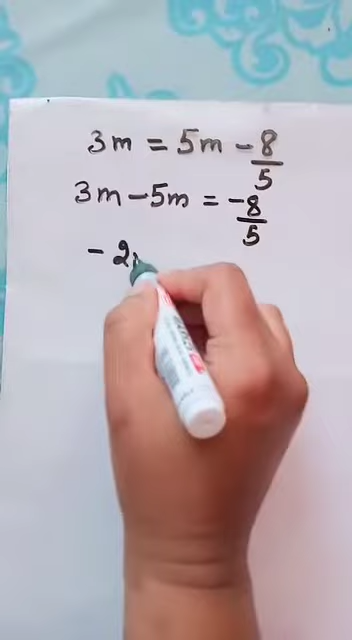 3m = 5m - 8/5
3m - 5m = -8/5
- 2